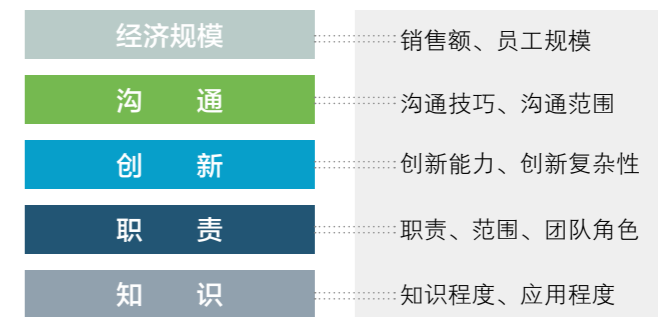 经济规模 销售额、员工规模
沟 通 沟通技巧、沟通范围
创 新 创新能力、创新复杂性
职 责 职责、范围、团队角色
知 识 知识程度、应用程度